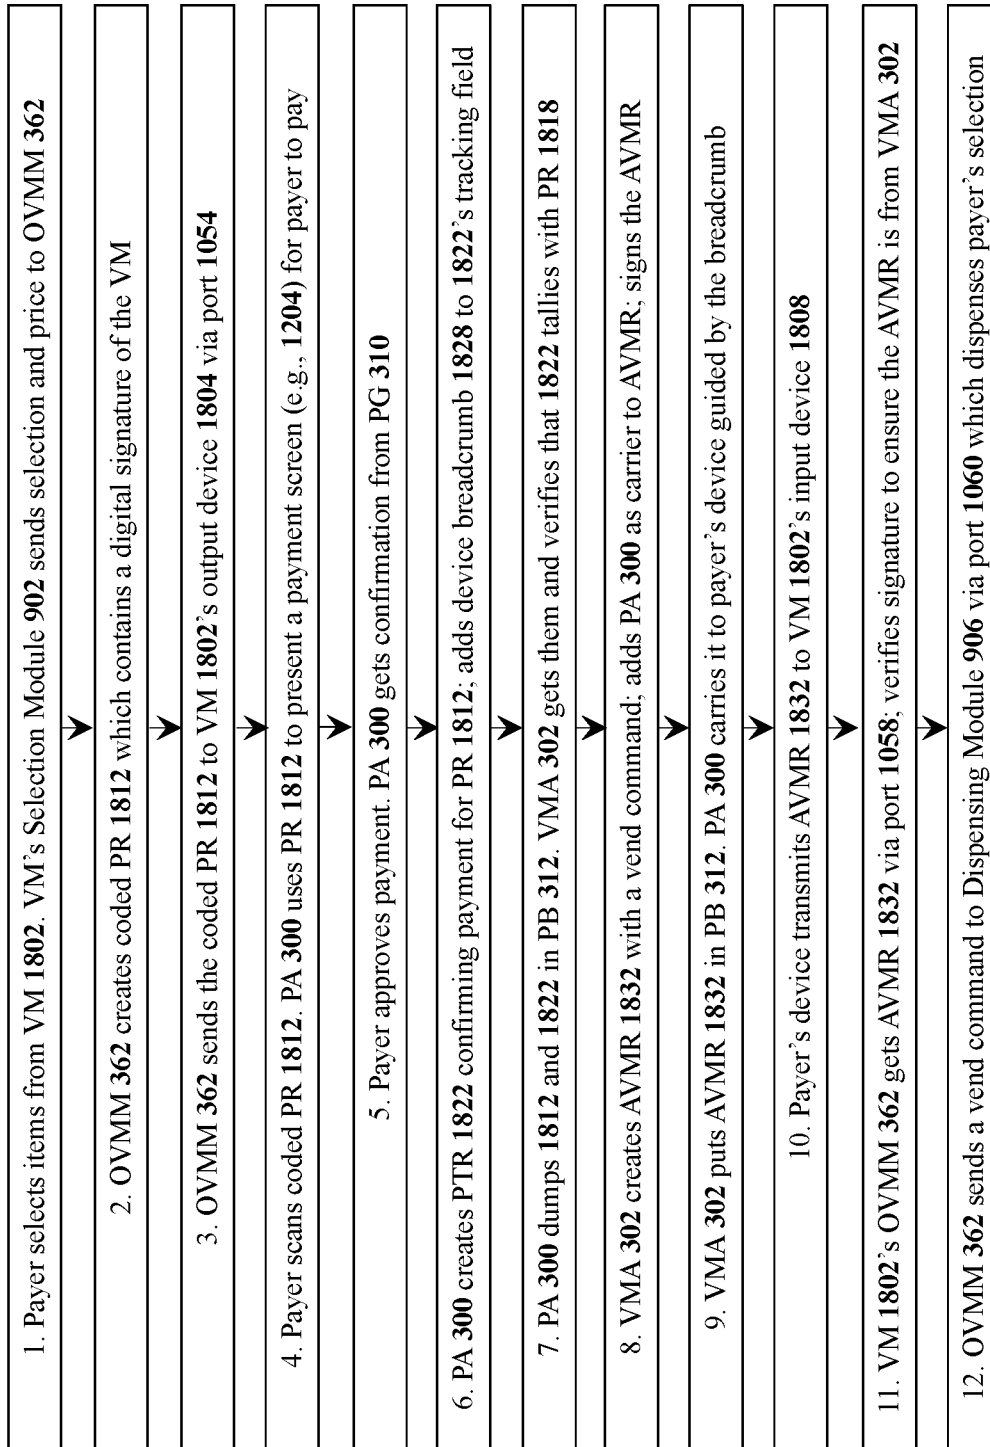 1. Payer selects items from VM 1802. VM’s Selection Module 902 sends selection and price to OVMM 362
2. OVMM 362 creates coded PR 1812 which contains a digital signature of the VM
3. OVMM 362 sends the coded PR 1812 to VM 1802’s output device 1804 via port 1054
4. Payer scans coded PR 1812. PA 300 uses PR 1812 to present a payment screen (e.g., 1204) for payer to pay
5. Payer approves payment. PA 300 gets confirmation from PG 310
6. PA 300 creates PTR 1822 confirming payment for PR 1812; adds device breadcrumb 1828 to 1822’s tracking field
7. PA 300 dumps 1812 and 1822 in PB 312. VMA 302 gets them and verifies that 1822 tallies with PR 1818
8. VMA 302 creates AVMR 1832 with a vend command; adds PA 300 as carrier to AVMR; signs the AVMR
9. VMA 302 puts AVMR 1832 in PB 312. PA 300 carries it to payer’s device guided by the breadcrumb
10. Payer’s device transmits AVMR 1832 to VM 1802’s input device 1808
11. VM 1802’s OVMM 362 gets AVMR 1832 via port 1058; verifies signature to ensure the AVMR is from VMA 302
12. OVMM 362 sends a vend command to Dispensing Module 906 via port 1060 which dispenses payer’s selection